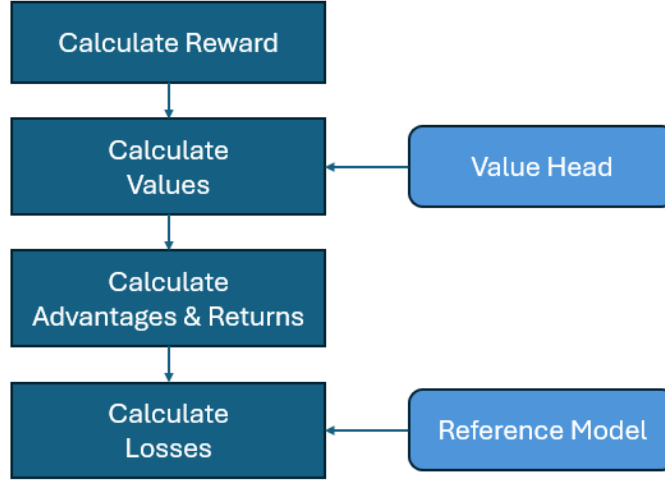 Calculate Reward
Calculate
Values
Value Head
Calculate
Advantages & Returns
Calculate
Losses
Reference Model